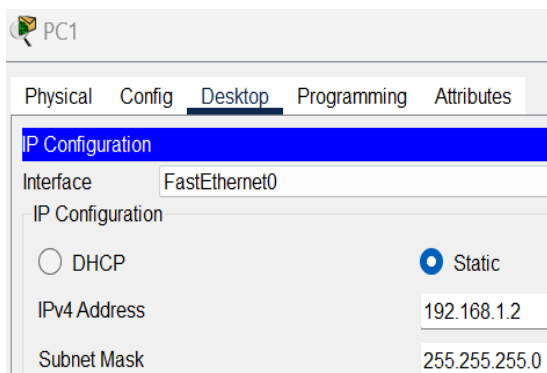 PC1
Physical Config Desktop Programming Attributes
IP Configuration
Interface FastEthernet0
IP Configuration
DHCP Static
IPv4 Address 192.168.1.2
Subnet Mask 255.255.255.0